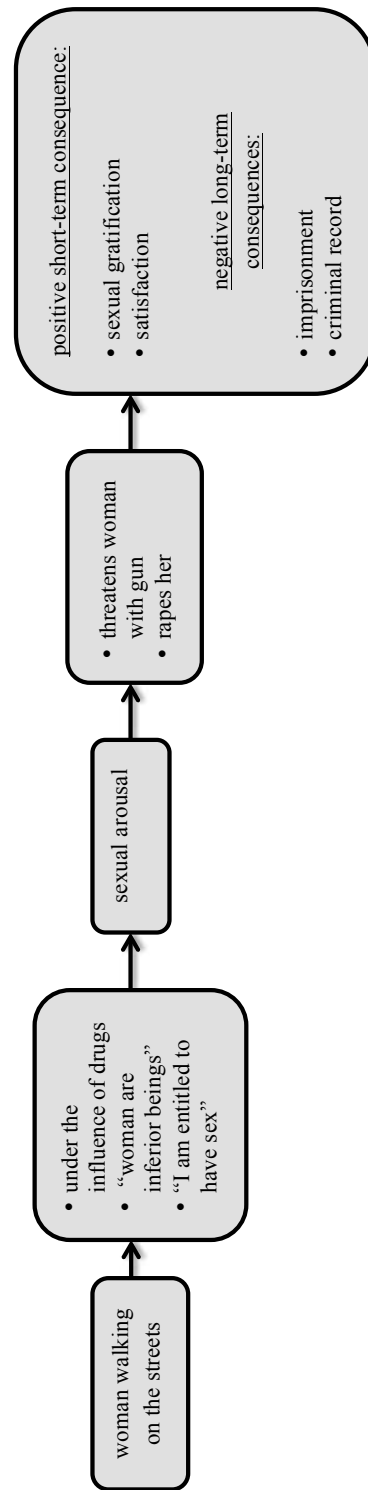 woman walking
on the streets
• under the
influence of drugs
• “woman are
inferior beings”
• “I am entitled to
have sex”
sexual arousal
• threatens woman
with gun
• rapes her
positive short-term consequence:
• sexual gratification
• satisfaction
negative long-term
consequences:
• imprisonment
• criminal record